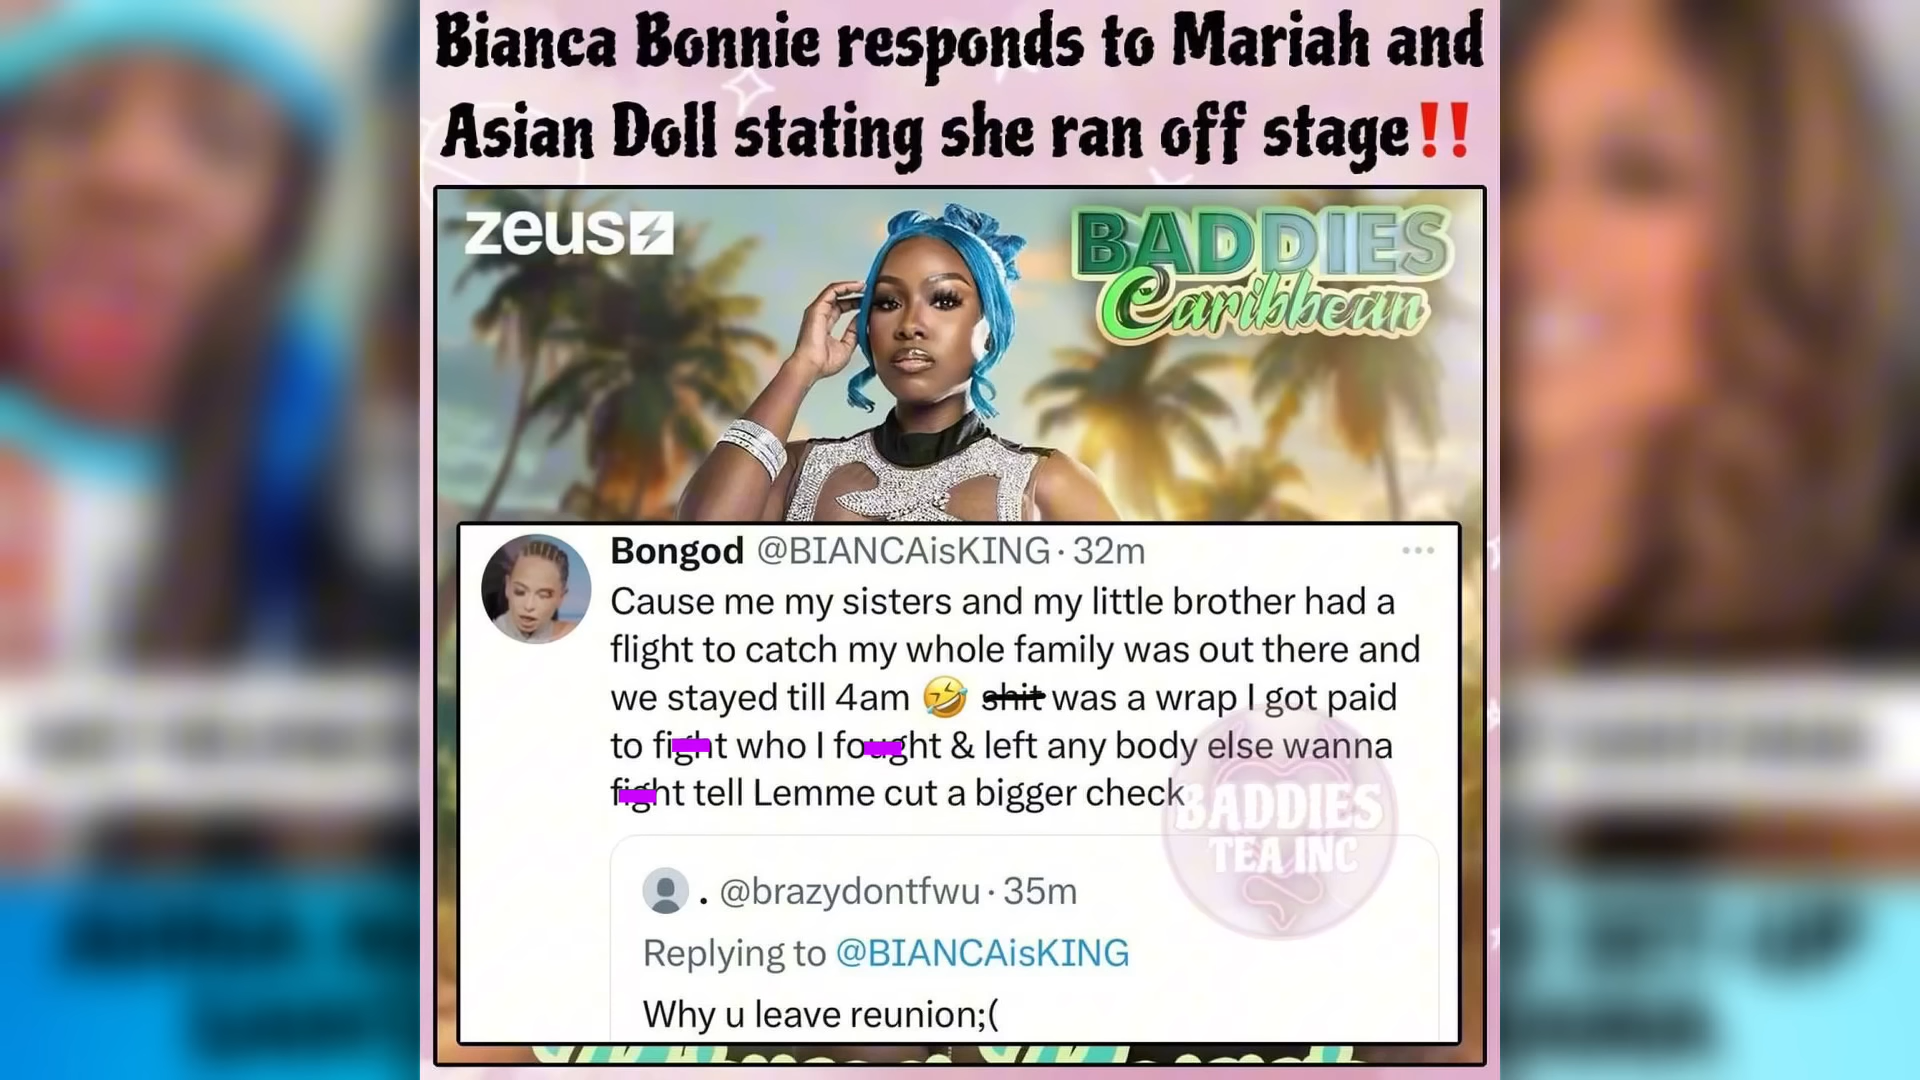 Bianca Bonnie responds to Mariah and
Asian Doll stating she ran off stage‼️
zeus
BADDIES
Caribbean
Bongod @BIANCAisKING · 32m
Cause me my sisters and my little brother had a
flight to catch my whole family was out there and
we stayed till 4am 🤣 shit was a wrap I got paid
to fight who I fought & left any body else wanna
fight tell Lemme cut a bigger check
BADDIES
TEA INC
. @brazydontfwu · 35m
Replying to @BIANCAisKING
Why u leave reunion;(